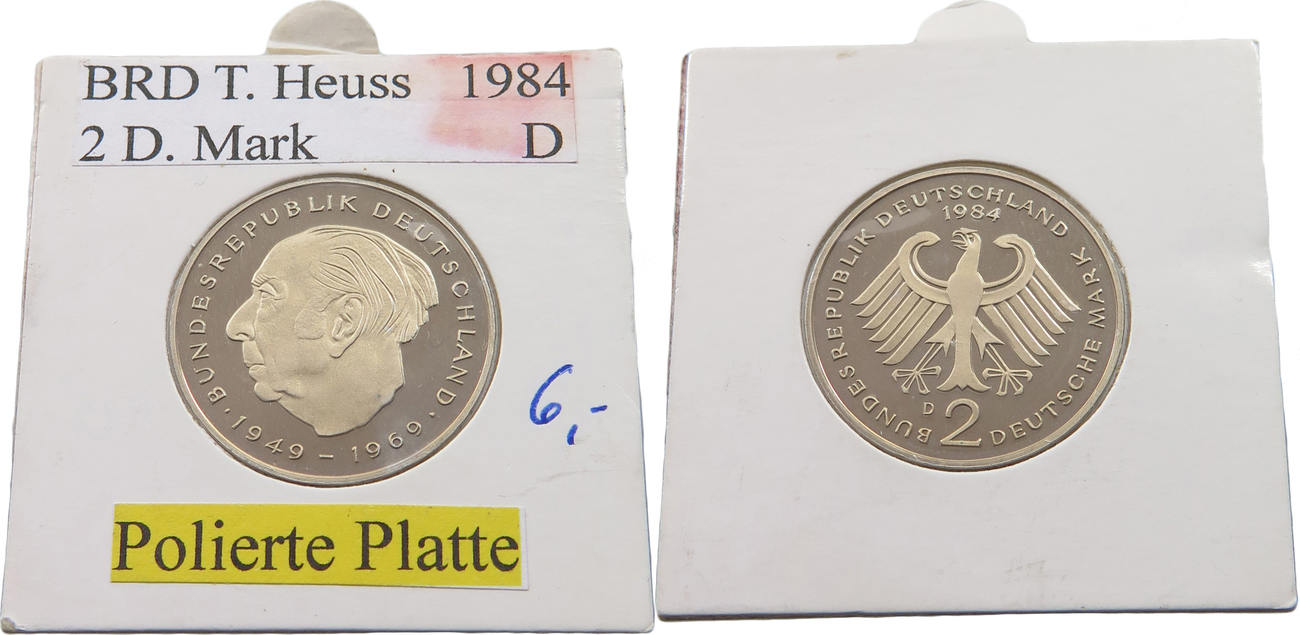 BRD T. Heuss 1984
2 D. Mark D
BUNDESREPUBLIK DEUTSCHLAND
· 1949 – 1969 ·
6,-
Polierte Platte
BUNDESREPUBLIK DEUTSCHLAND
1984
D
2
DEUTSCHE MARK